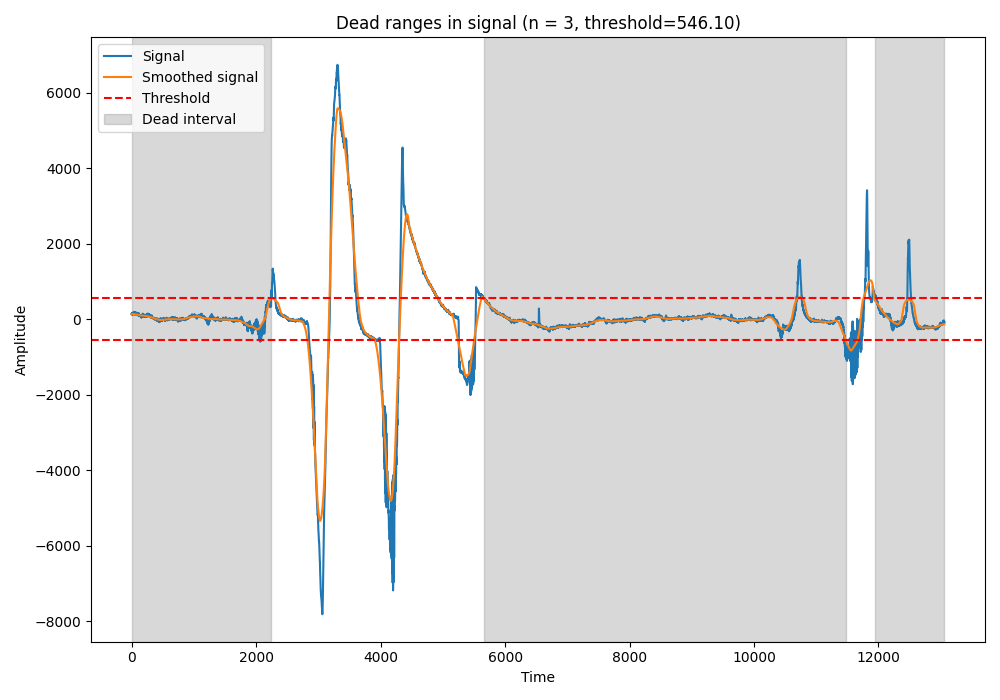 Dead ranges in signal (n = 3, threshold=546.10)
Signal
Smoothed signal
Threshold
Dead interval
6000
4000
2000
0
−2000
−4000
−6000
−8000
Amplitude
0 2000 4000 6000 8000 10000 12000
Time